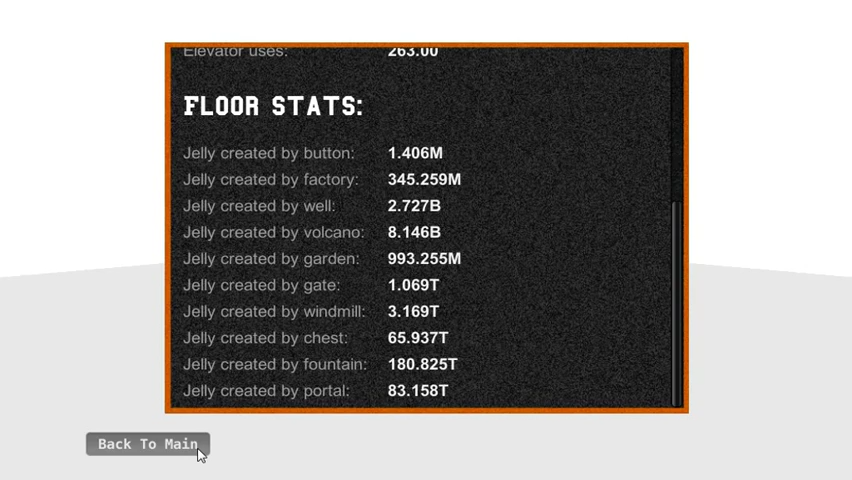 Elevator uses: 263.00
FLOOR STATS:
Jelly created by button: 1.406M
Jelly created by factory: 345.259M
Jelly created by well: 2.727B
Jelly created by volcano: 8.146B
Jelly created by garden: 993.255M
Jelly created by gate: 1.069T
Jelly created by windmill: 3.169T
Jelly created by chest: 65.937T
Jelly created by fountain: 180.825T
Jelly created by portal: 83.158T
Back To Main